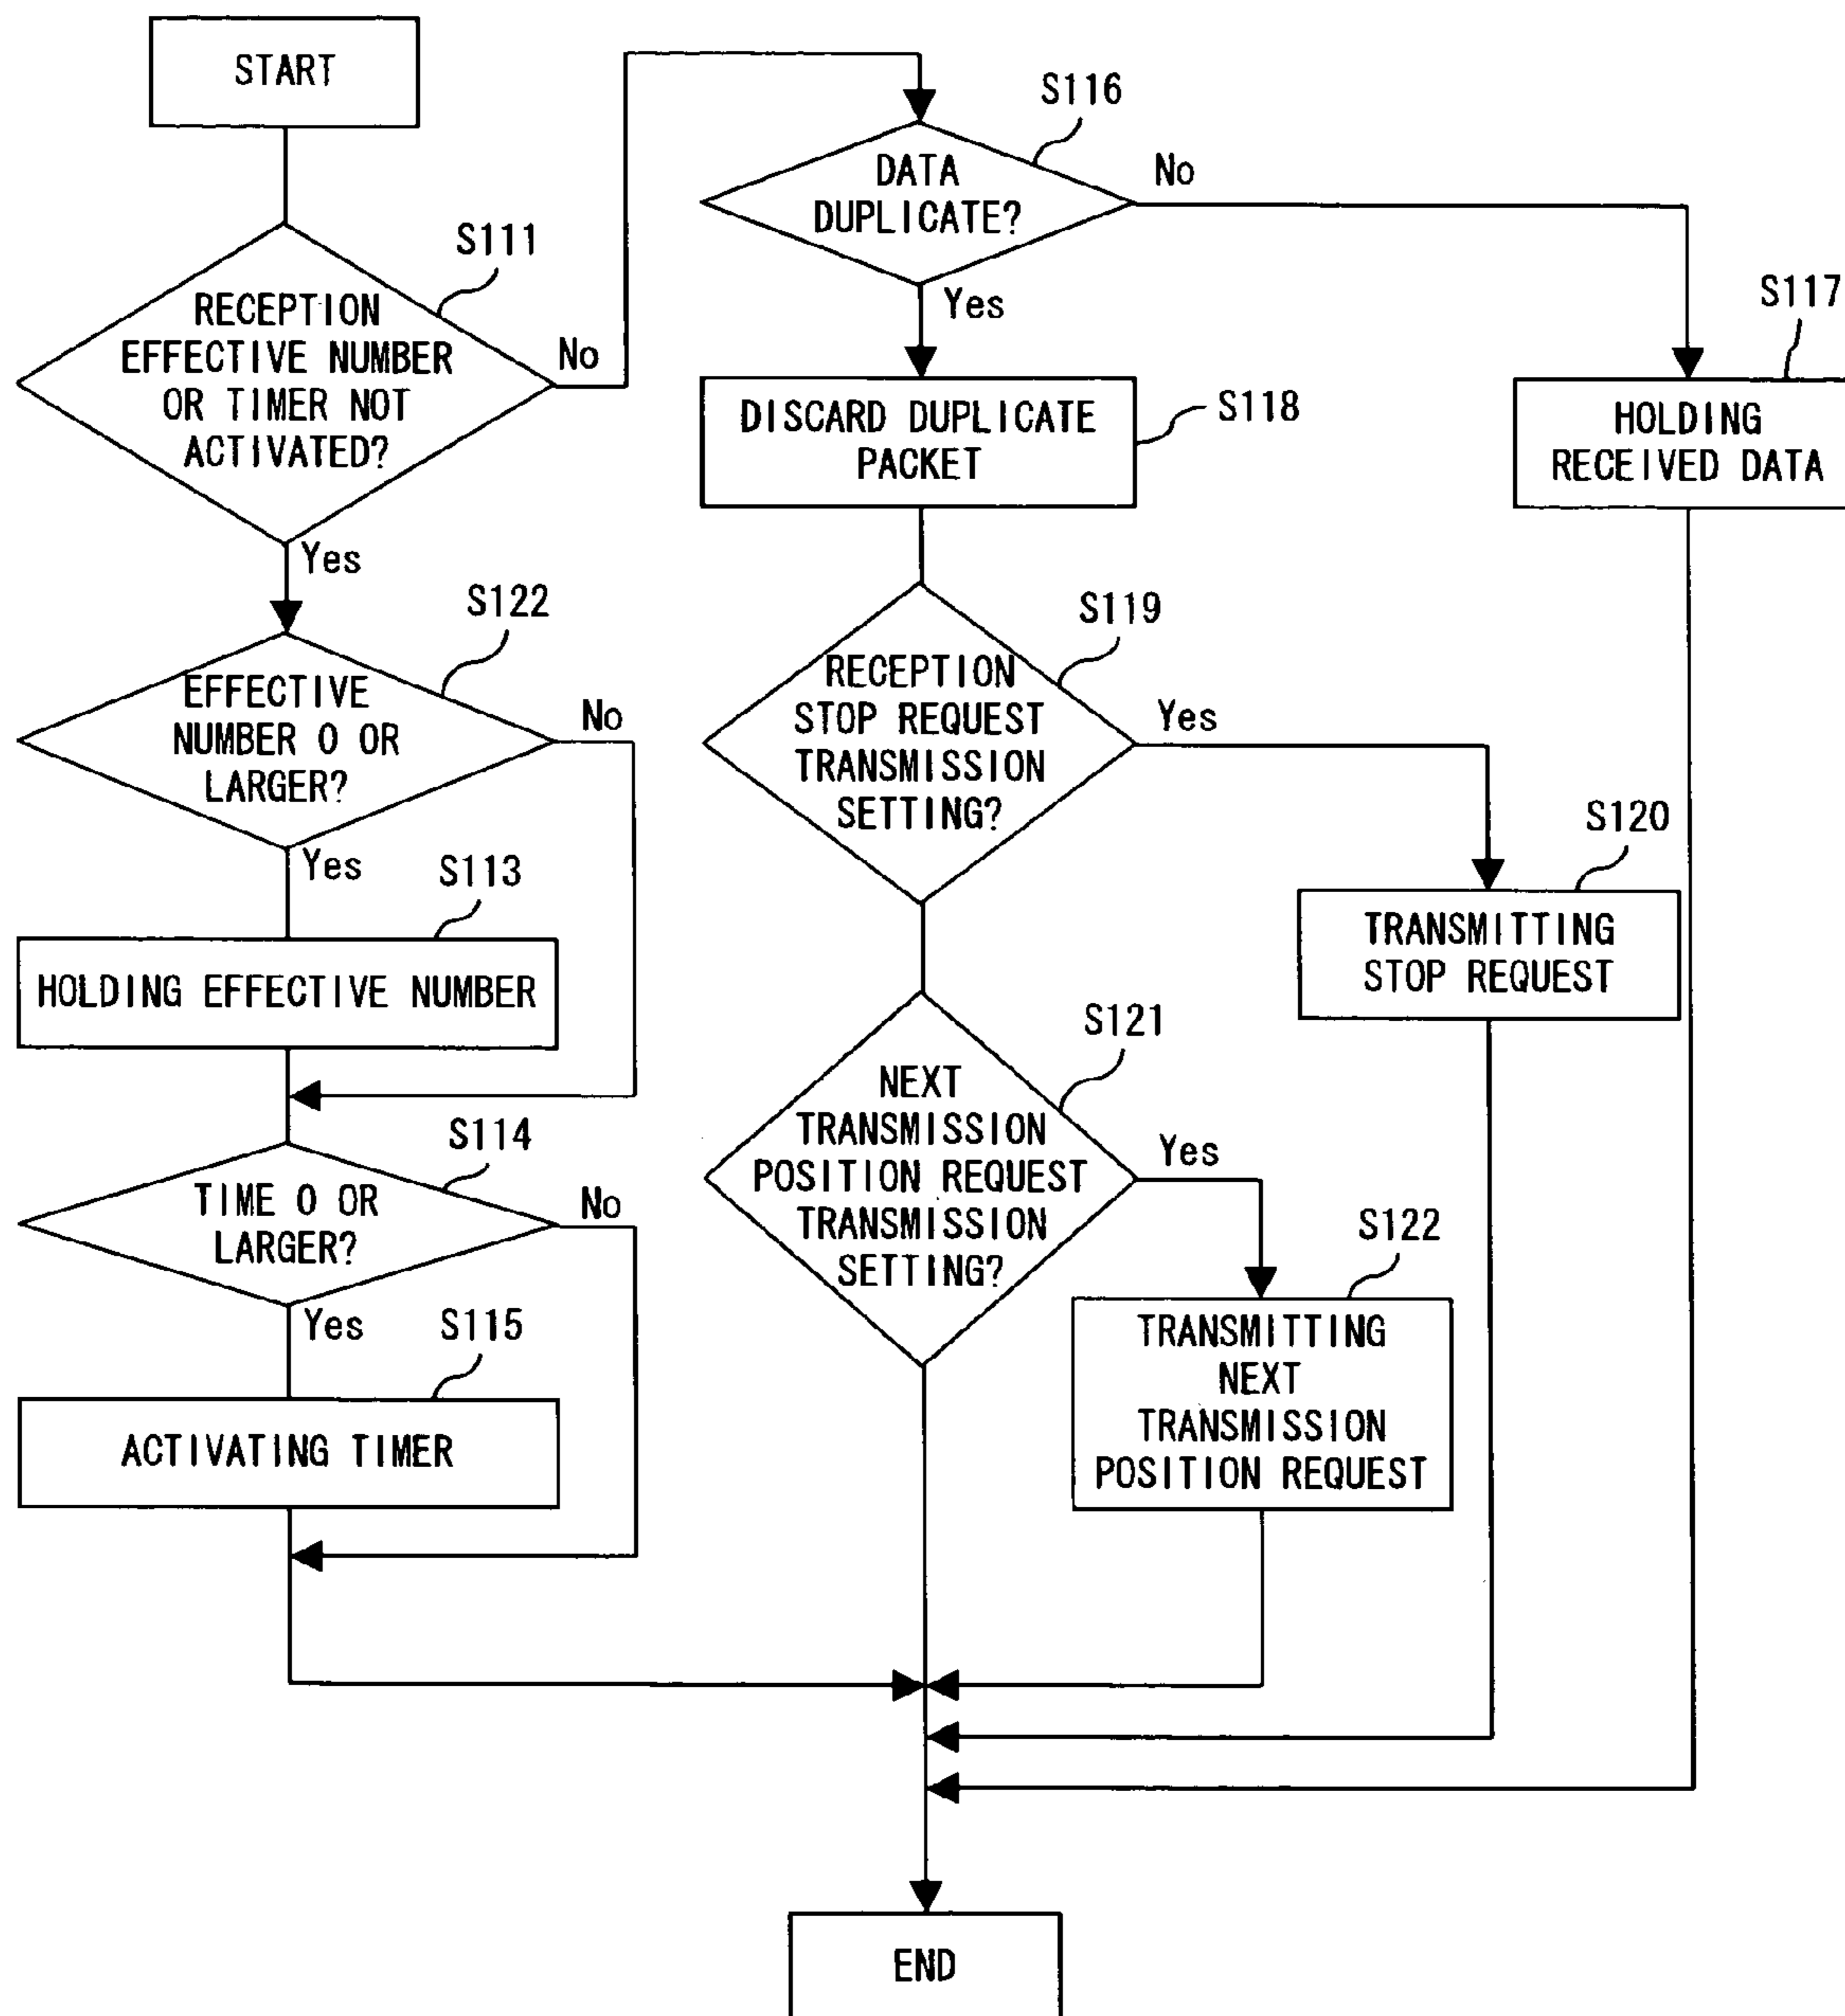 START
S111
RECEPTION
EFFECTIVE NUMBER
OR TIMER NOT
ACTIVATED?
No
Yes
S122
EFFECTIVE
NUMBER 0 OR
LARGER?
No
Yes
S113
HOLDING EFFECTIVE NUMBER
S114
TIME 0 OR
LARGER?
No
Yes
S115
ACTIVATING TIMER
S116
DATA
DUPLICATE?
No
Yes
S117
HOLDING
RECEIVED DATA
DISCARD DUPLICATE
PACKET
S118
S119
RECEPTION
STOP REQUEST
TRANSMISSION
SETTING?
Yes
S120
TRANSMITTING
STOP REQUEST
S121
NEXT
TRANSMISSION
POSITION REQUEST
TRANSMISSION
SETTING?
Yes
S122
TRANSMITTING
NEXT
TRANSMISSION
POSITION REQUEST
END